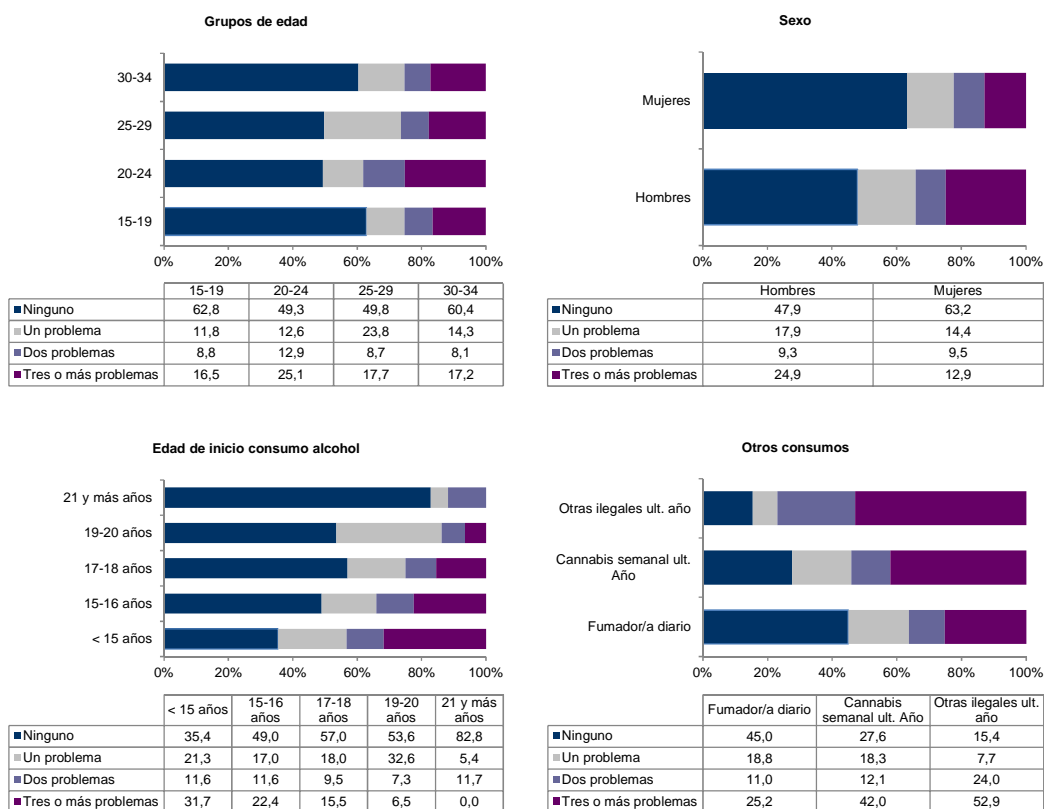 Grupos de edad
30-34
25-29
20-24
15-19
0% 20% 40% 60% 80% 100%
15-19 20-24 25-29 30-34
Ninguno 62,8 49,3 49,8 60,4
Un problema 11,8 12,6 23,8 14,3
Dos problemas 8,8 12,9 8,7 8,1
Tres o más problemas 16,5 25,1 17,7 17,2
Sexo
Mujeres
Hombres
0% 20% 40% 60% 80% 100%
Hombres Mujeres
Ninguno 47,9 63,2
Un problema 17,9 14,4
Dos problemas 9,3 9,5
Tres o más problemas 24,9 12,9
Edad de inicio consumo alcohol
21 y más años
19-20 años
17-18 años
15-16 años
< 15 años
0% 20% 40% 60% 80% 100%
< 15 años 15-16 años 17-18 años 19-20 años 21 y más años
Ninguno 35,4 49,0 57,0 53,6 82,8
Un problema 21,3 17,0 18,0 32,6 5,4
Dos problemas 11,6 11,6 9,5 7,3 11,7
Tres o más problemas 31,7 22,4 15,5 6,5 0,0
Otros consumos
Otras ilegales ult. año
Cannabis semanal ult.
Año
Fumador/a diario
0% 20% 40% 60% 80% 100%
Fumador/a diario Cannabis semanal ult. Año Otras ilegales ult. año
Ninguno 45,0 27,6 15,4
Un problema 18,8 18,3 7,7
Dos problemas 11,0 12,1 24,0
Tres o más problemas 25,2 42,0 52,9